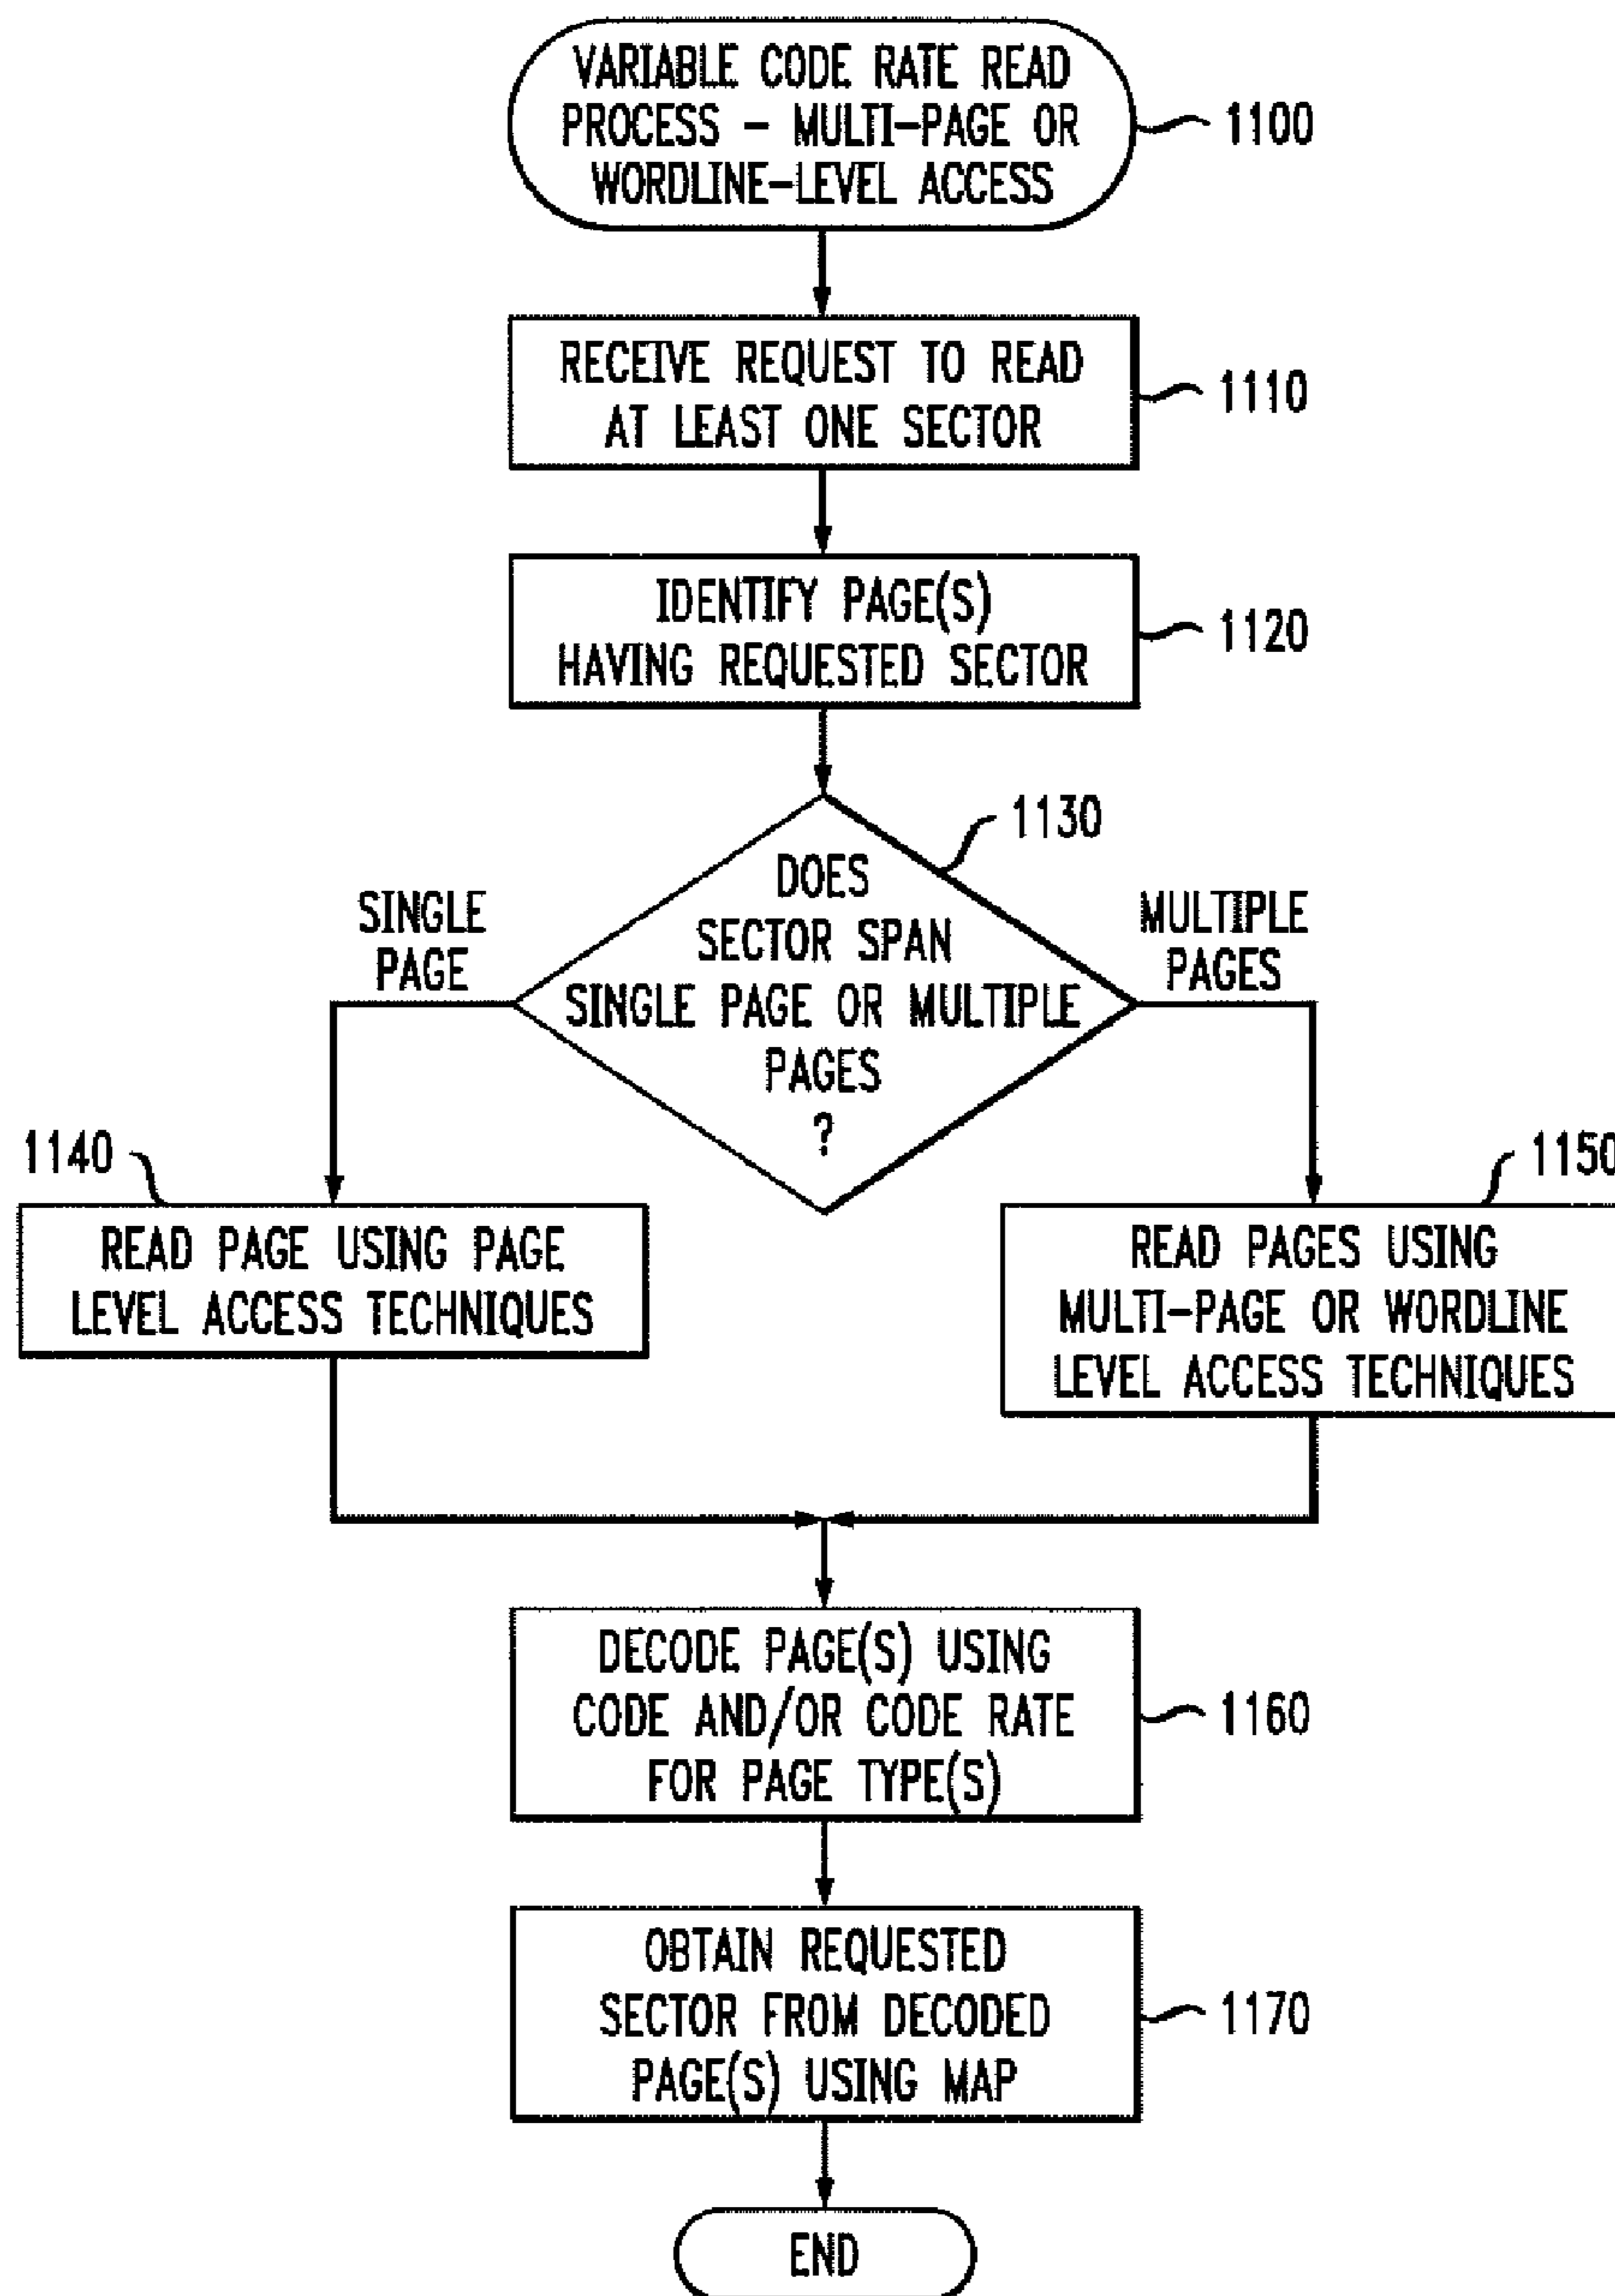 VARIABLE CODE RATE READ
PROCESS - MULTI-PAGE OR
WORDLINE-LEVEL ACCESS
1100
RECEIVE REQUEST TO READ
AT LEAST ONE SECTOR
1110
IDENTIFY PAGE(S)
HAVING REQUESTED SECTOR
1120
1130
DOES
SECTOR SPAN
SINGLE PAGE OR MULTIPLE
PAGES
?
SINGLE
PAGE
MULTIPLE
PAGES
1140
READ PAGE USING PAGE
LEVEL ACCESS TECHNIQUES
1150
READ PAGES USING
MULTI-PAGE OR WORDLINE
LEVEL ACCESS TECHNIQUES
DECODE PAGE(S) USING
CODE AND/OR CODE RATE
FOR PAGE TYPE(S)
1160
OBTAIN REQUESTED
SECTOR FROM DECODED
PAGE(S) USING MAP
1170
END